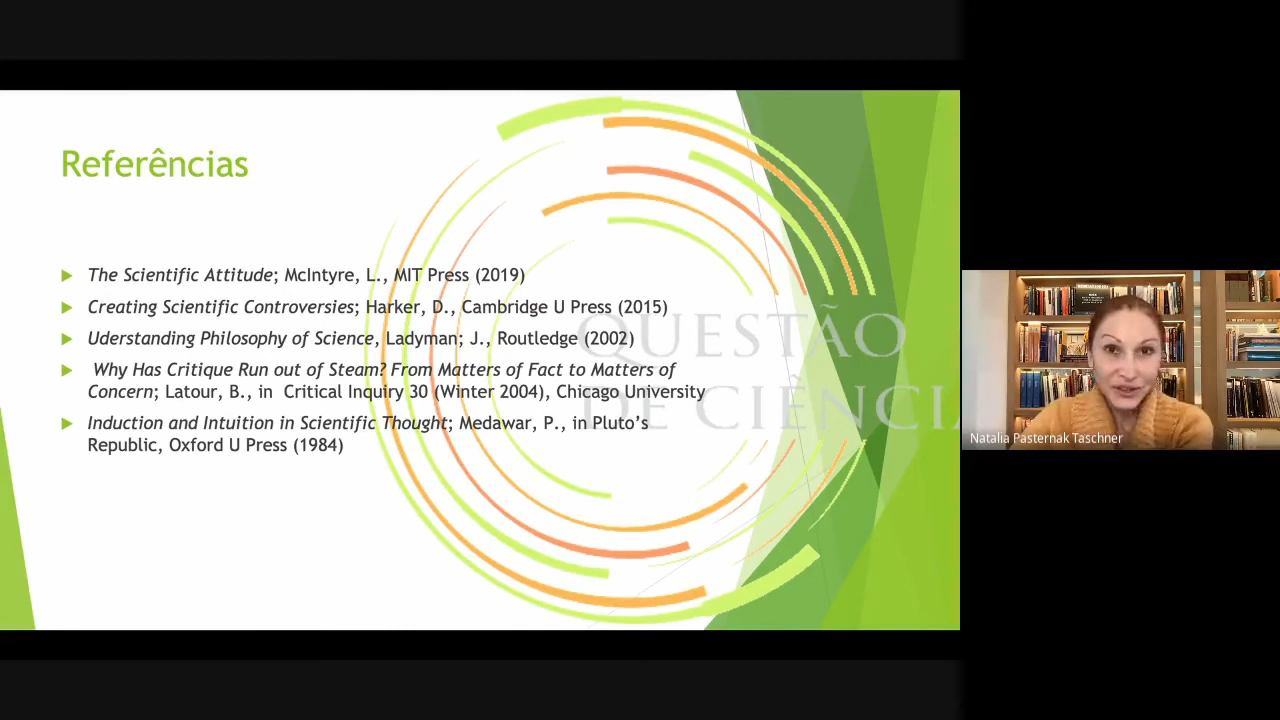 Referências
The Scientific Attitude; McIntyre, L., MIT Press (2019)
Creating Scientific Controversies; Harker, D., Cambridge U Press (2015)
Uderstanding Philosophy of Science, Ladyman; J., Routledge (2002)
Why Has Critique Run out of Steam? From Matters of Fact to Matters of
Concern; Latour, B., in Critical Inquiry 30 (Winter 2004), Chicago University
Induction and Intuition in Scientific Thought; Medawar, P., in Pluto's
Republic, Oxford U Press (1984)
QUESTÃO
DE CIÊNCIA
Natalia Pasternak Taschner